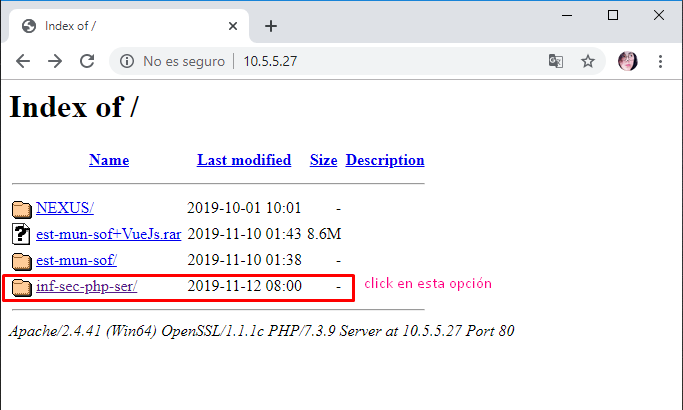 Index of /
No es seguro 10.5.5.27
Index of /
Name Last modified Size Description
NEXUS/ 2019-10-01 10:01 -
est-mun-sof+VueJs.rar 2019-11-10 01:43 8.6M
est-mun-sof/ 2019-11-10 01:38 -
inf-sec-php-ser/ 2019-11-12 08:00 - click en esta opción
Apache/2.4.41 (Win64) OpenSSL/1.1.1c PHP/7.3.9 Server at 10.5.5.27 Port 80